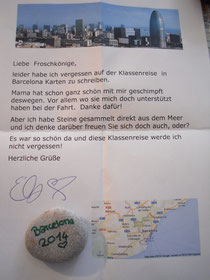 Liebe Froschkönige,
leider habe ich vergessen auf der Klassenreise in
Barcelona Karten zu schreiben.
Mama hat schon ganz schön mit mir geschimpft
deswegen. Vor allem wo sie mich doch unterstützt
haben bei der Fahrt. Danke dafür!
Aber ich habe Steine gesammelt direkt aus dem Meer
und ich denke darüber freuen Sie sich doch auch, oder?
Es war so schön da und diese Klassenreise werde ich
nicht vergessen!
Herzliche Grüße
Barcelona
2014